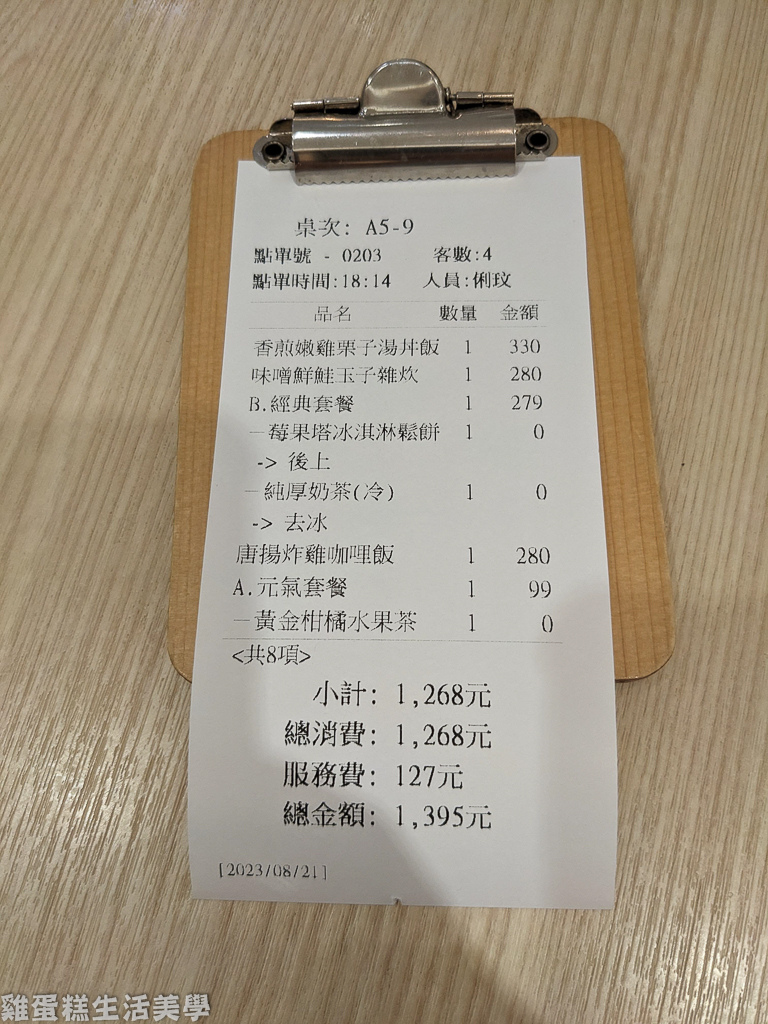 桌次: A5-9
點單號 - 0203 客數:4
點單時間:18:14 人員:俐玟
品名 數量 金額
香煎嫩雞栗子湯丼飯 1 330
味噌鮮鮭玉子雜炊 1 280
B.經典套餐 1 279
－莓果塔冰淇淋鬆餅 1 0
-> 後上
－純厚奶茶(冷) 1 0
-> 去冰
唐揚炸雞咖哩飯 1 280
A.元氣套餐 1 99
－黃金柑橘水果茶 1 0
<共8項>
小計: 1,268元
總消費: 1,268元
服務費: 127元
總金額: 1,395元
[2023/08/21]
雞蛋糕生活美學